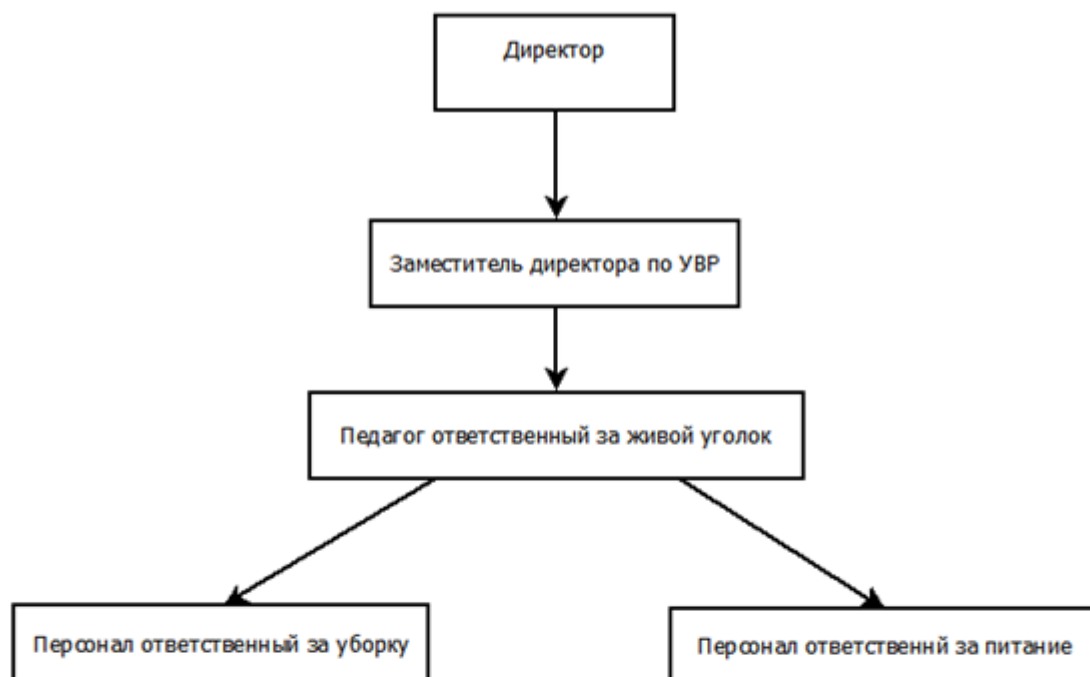 Директор
Заместитель директора по УВР
Педагог ответственный за живой уголок
Персонал ответственный за уборку
Персонал ответственнй за питание